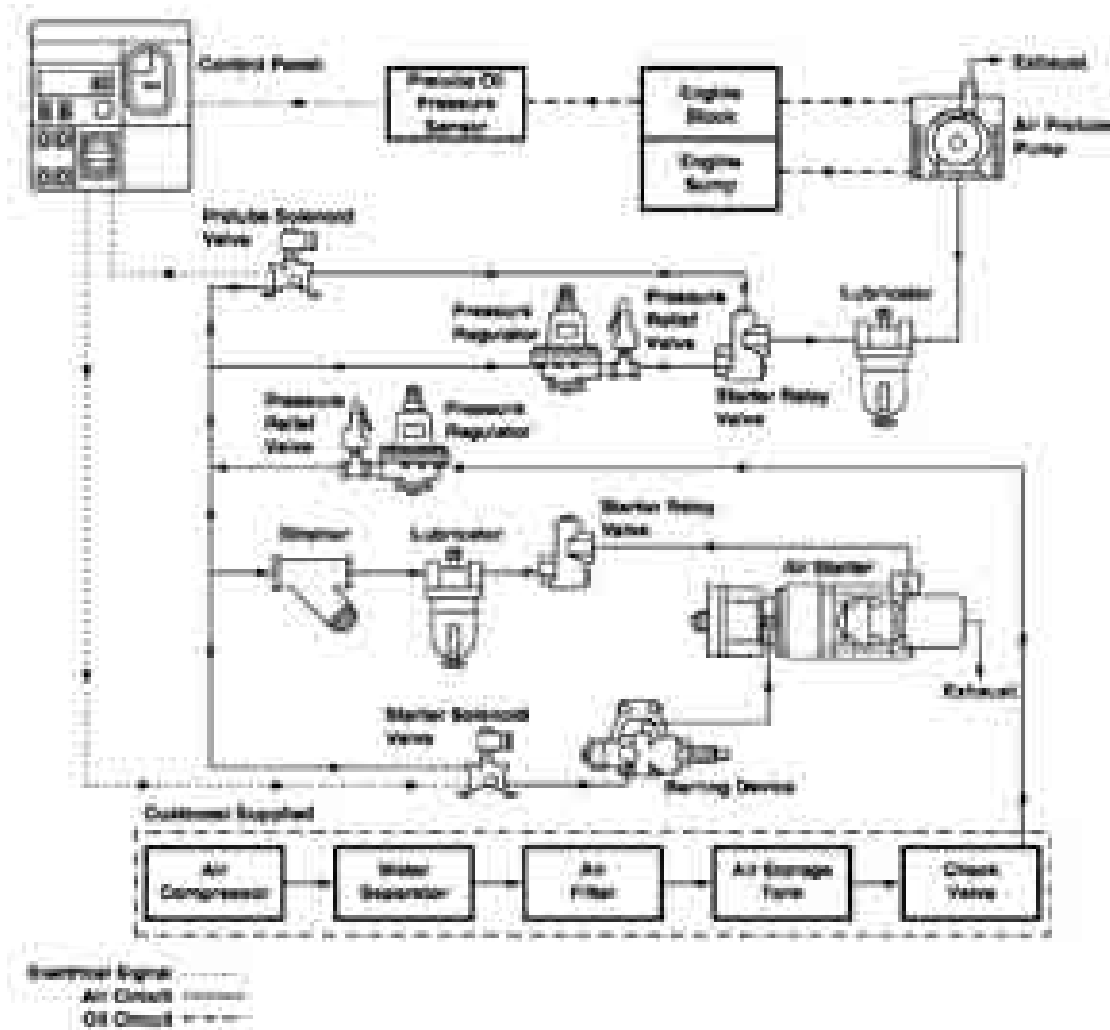 Control Panel
Prelube Oil
Pressure
Sensor
Engine
Block
Engine
Sump
Exhaust
Air Prelube
Pump
Prelube Solenoid
Valve
Pressure
Regulator
Pressure
Relief
Valve
Lubricator
Starter Relay
Valve
Pressure
Relief
Valve
Pressure
Regulator
Strainer
Lubricator
Starter Relay
Valve
Air Starter
Exhaust
Starter Solenoid
Valve
Barring Device
Customer Supplied
Air
Compressor
Water
Separator
Air
Filter
Air Storage
Tank
Check
Valve
Electrical Signal
Air Circuit
Oil Circuit